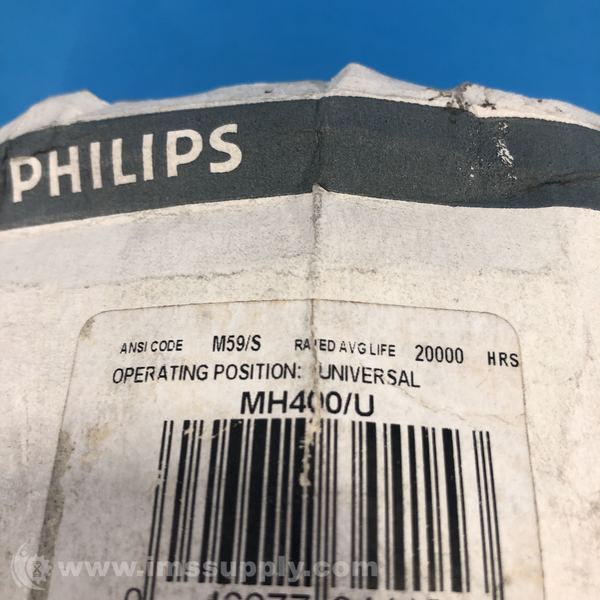 PHILIPS
ANSI CODE M59/S RATED AVG LIFE 20000 HRS
OPERATING POSITION: UNIVERSAL
MH400/U
www.imssupply.com